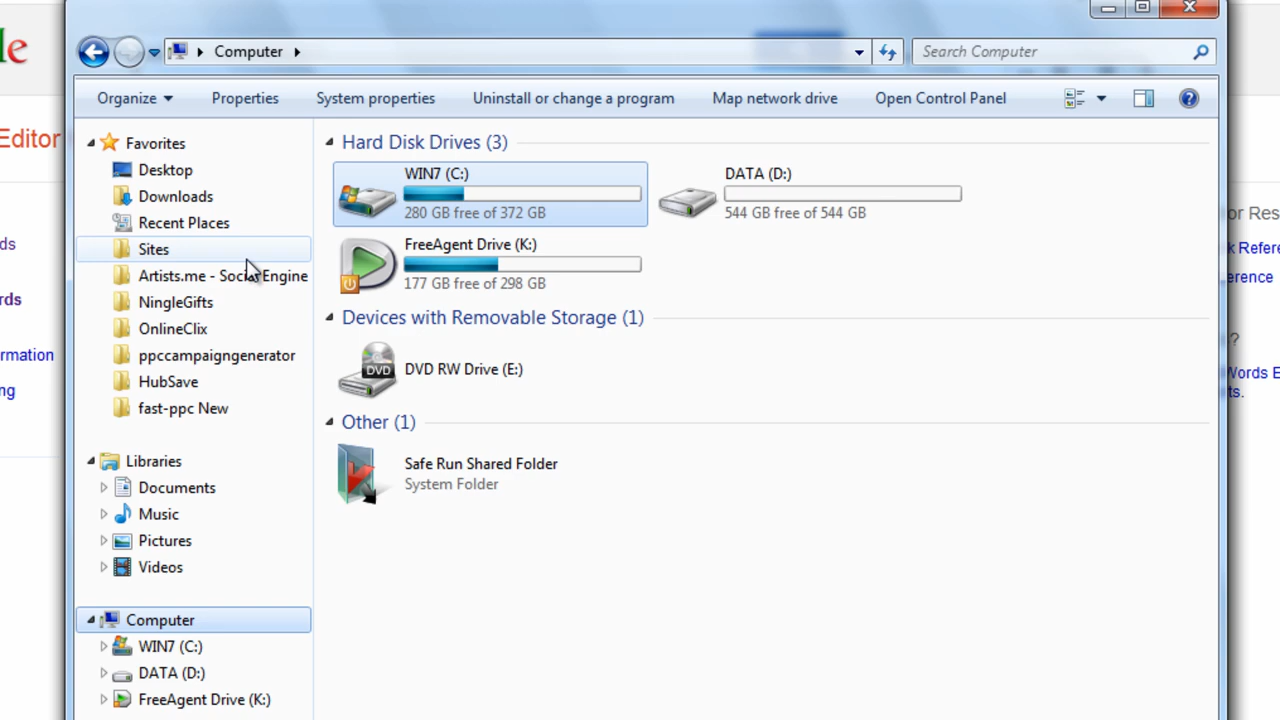 le
Computer
Search Computer
Organize
Properties
System properties
Uninstall or change a program
Map network drive
Open Control Panel
Editor
Favorites
Desktop
Downloads
Recent Places
Sites
Artists.me - SocialEngine
NingleGifts
OnlineClix
ppccampaigngenerator
HubSave
fast-ppc New
Libraries
Documents
Music
Pictures
Videos
Computer
WIN7 (C:)
DATA (D:)
FreeAgent Drive (K:)
Hard Disk Drives (3)
WIN7 (C:)
280 GB free of 372 GB
DATA (D:)
544 GB free of 544 GB
FreeAgent Drive (K:)
177 GB free of 298 GB
Devices with Removable Storage (1)
DVD
DVD RW Drive (E:)
Other (1)
Safe Run Shared Folder
System Folder
ds
rds
rmation
ng
or Res
k Refere
erence
?
Words E
ts.